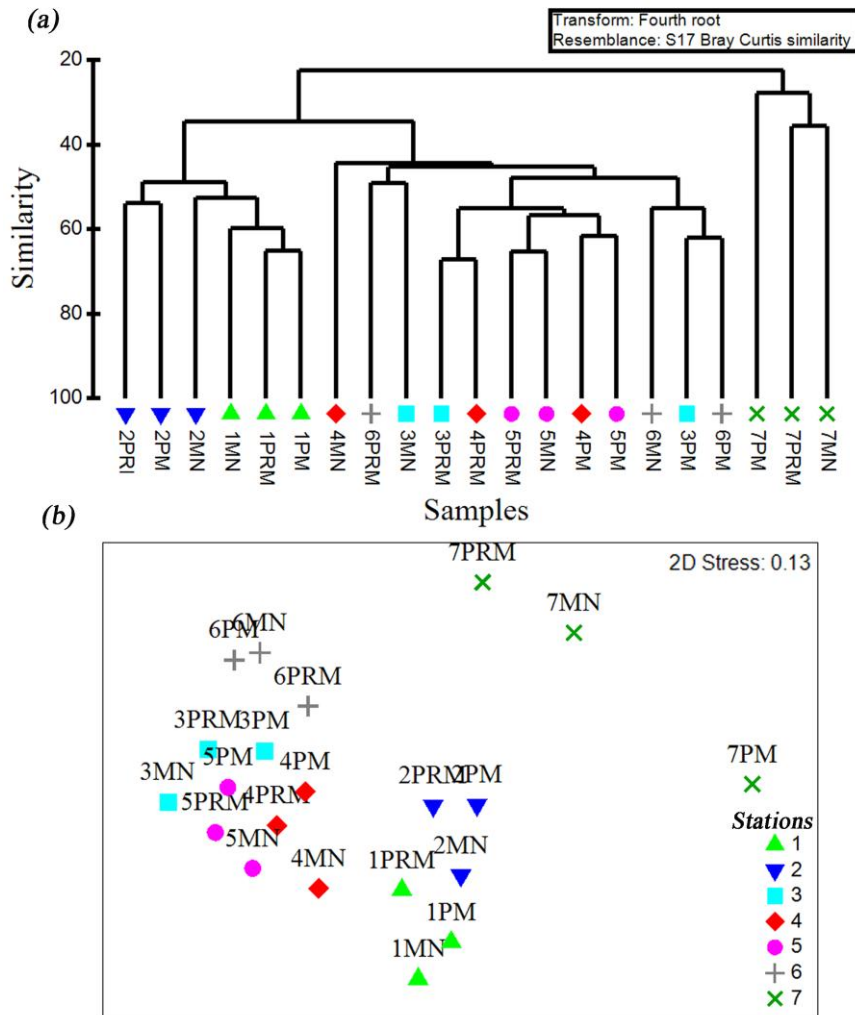 (a)
Transform: Fourth root
Resemblance: S17 Bray Curtis similarity
20
40
60
80
100
Similarity
2PRI
2PM
2MN
1MN
1PRM
1PM
4MN
6PRM
3MN
3PRM
4PRM
5PRM
5MN
4PM
5PM
6MN
3PM
6PM
7PM
7PRM
7MN
Samples
(b)
2D Stress: 0.13
7PRM
7MN
6PM
6MN
6PRM
3PRM
3PM
5PM
4PM
3MN
5PRM
4PRM
5MN
4MN
2PRM
2PM
2MN
1PRM
1PM
1MN
7PM
Stations
1
2
3
4
5
6
7